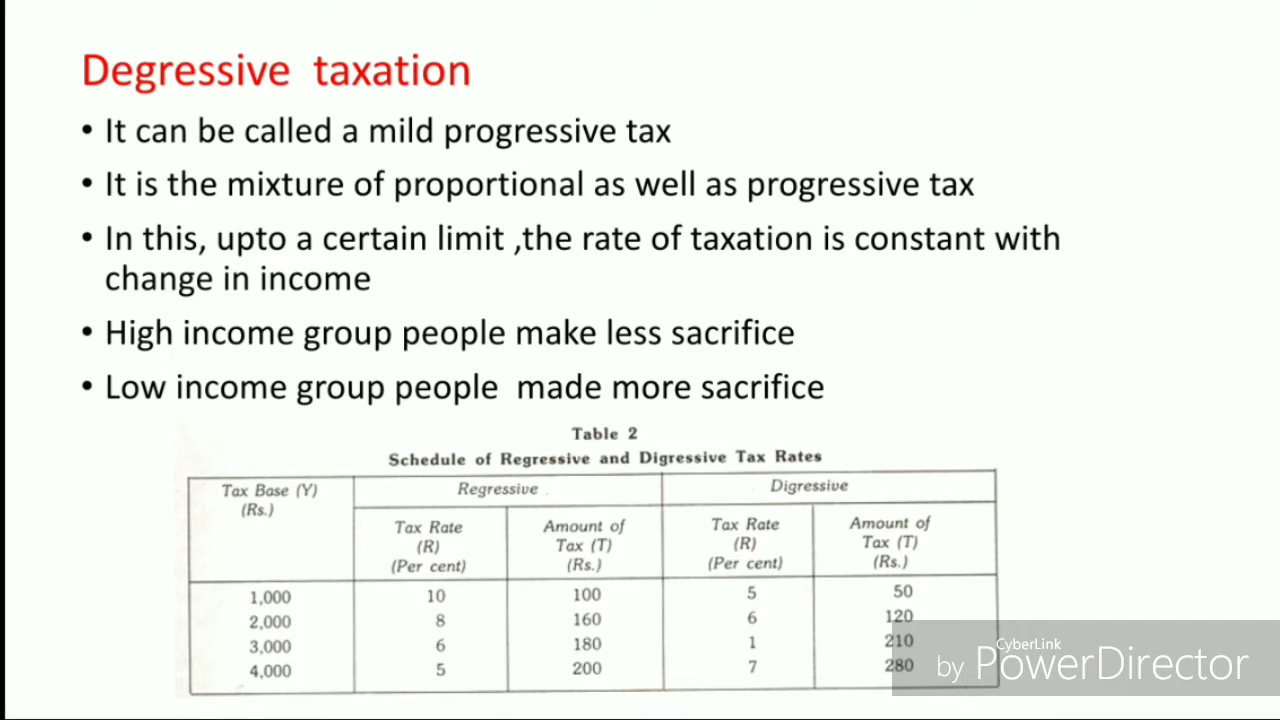 Degressive taxation
• It can be called a mild progressive tax
• It is the mixture of proportional as well as progressive tax
• In this, upto a certain limit ,the rate of taxation is constant with
change in income
• High income group people make less sacrifice
• Low income group people made more sacrifice
Table 2
Schedule of Regressive and Digressive Tax Rates
Tax Base (Y) (Rs.) Regressive Digressive
Tax Rate (R) (Per cent) Amount of Tax (T) (Rs.) Tax Rate (R) (Per cent) Amount of Tax (T) (Rs.)
1,000 10 100 5 50
2,000 8 160 6 120
3,000 6 180 1 210
4,000 5 200 7 280
CyberLink
by PowerDirector